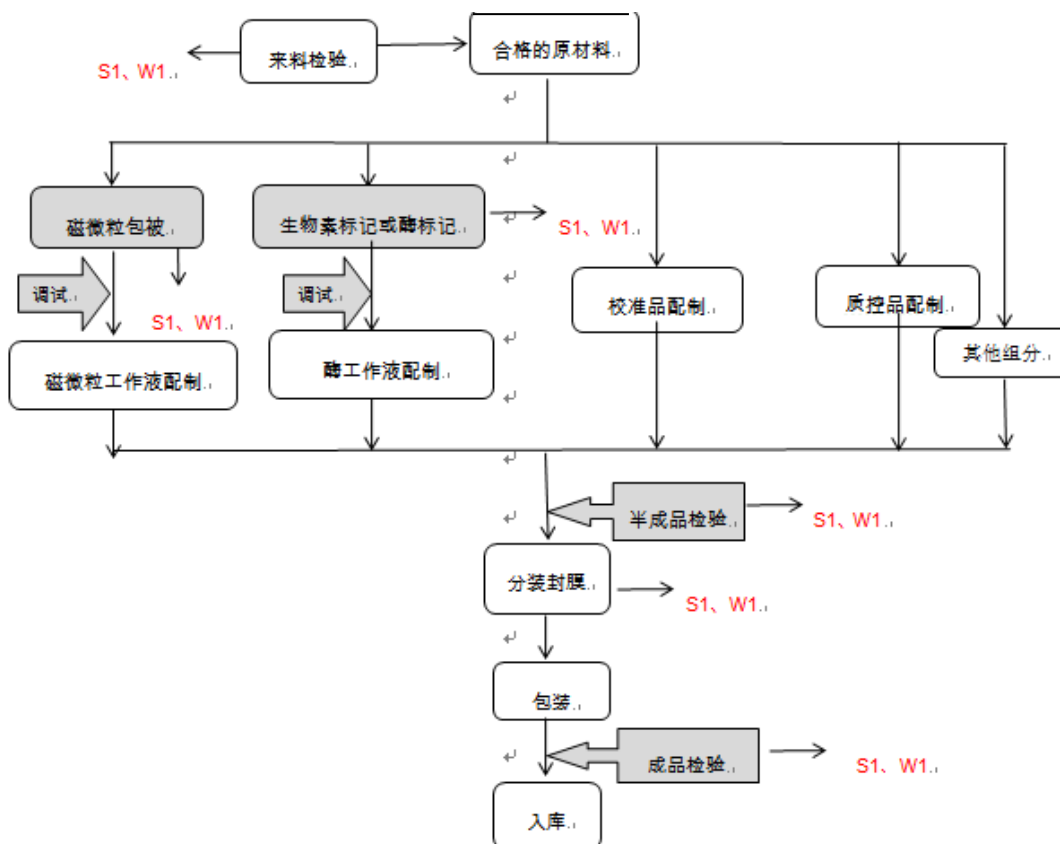 来料检验
合格的原材料
S1、W1
磁微粒包被
生物素标记或酶标记
S1、W1
调试
调试
校准品配制
质控品配制
S1、W1
其他组分
磁微粒工作液配制
酶工作液配制
半成品检验
S1、W1
分装封膜
S1、W1
包装
成品检验
S1、W1
入库